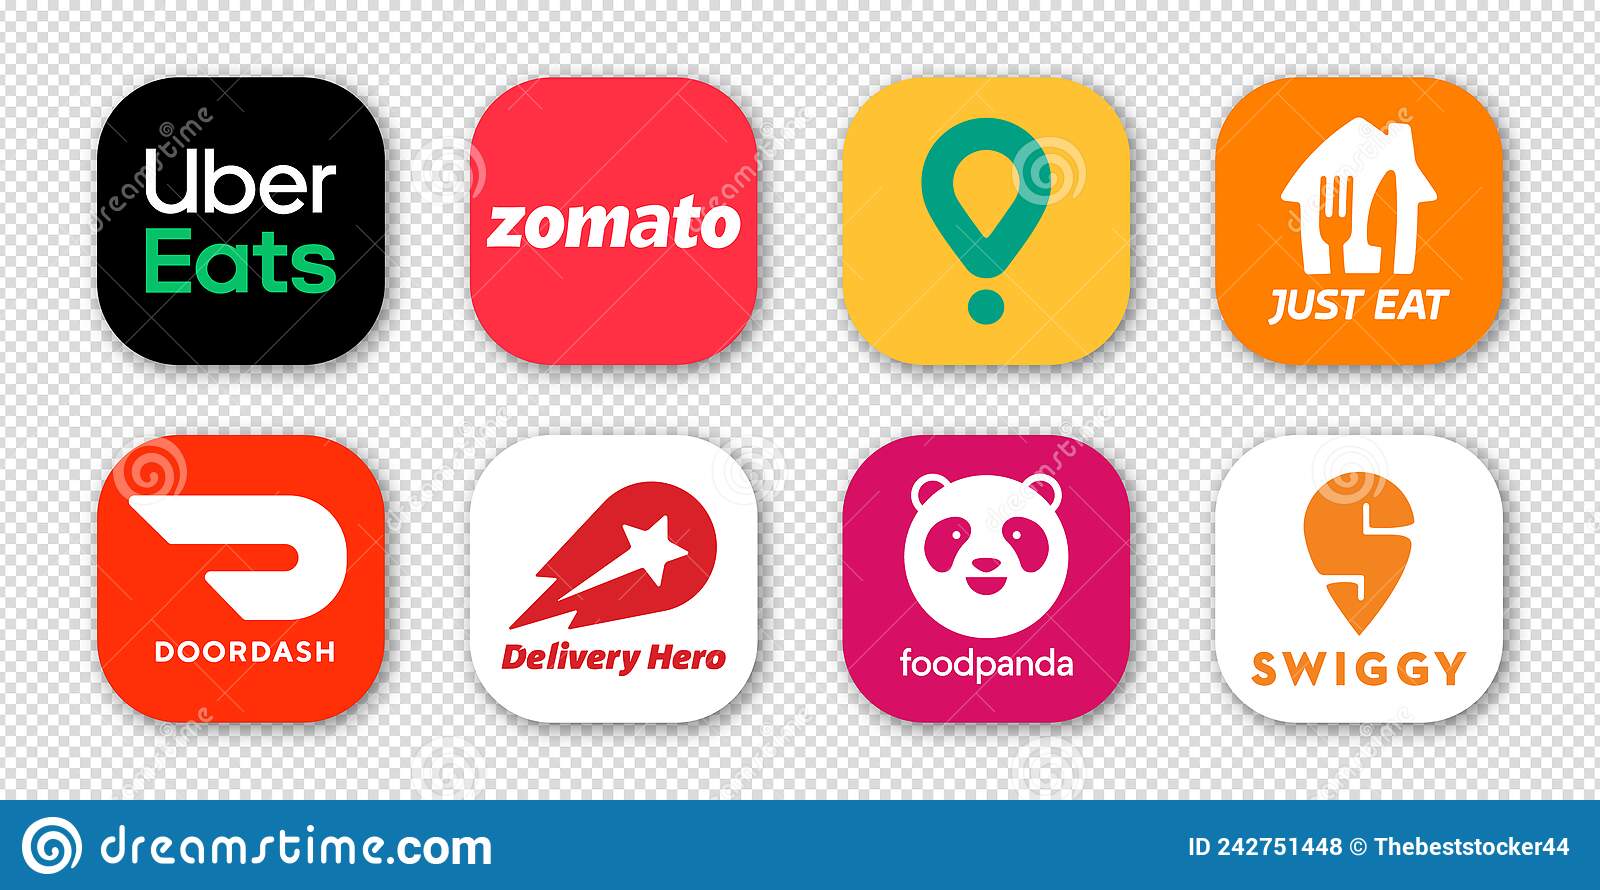 Uber
Eats
zomato
JUST EAT
DOORDASH
Delivery Hero
foodpanda
SWIGGY
dreamstime.com
ID 242751448 © Thebeststocker44